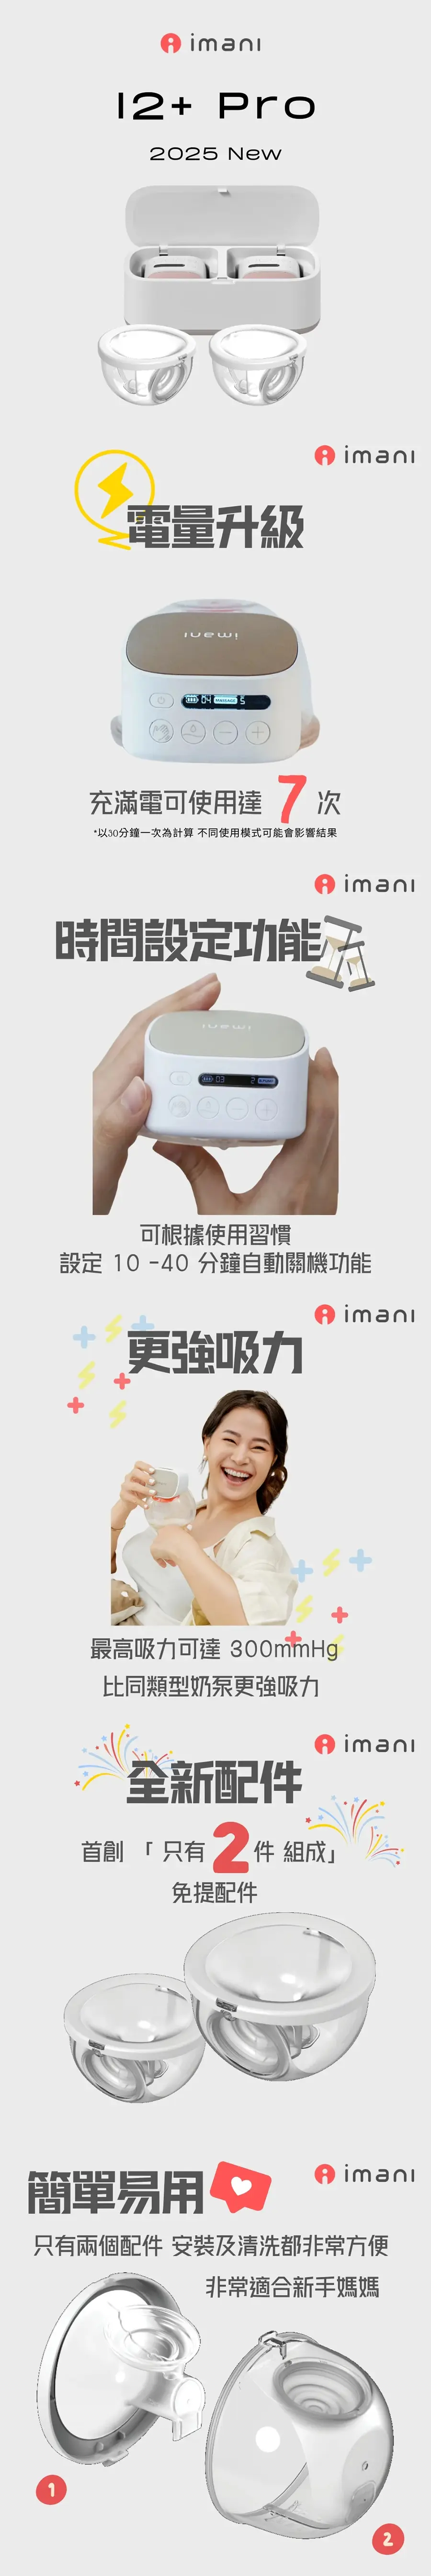 imani
I2+ Pro
2025 New
imani
電量升級
imani
04 MASSAGE 5
充滿電可使用達 7 次
*以30分鐘一次為計算 不同使用模式可能會影響結果
imani
時間設定功能
imani
03 2
可根據使用習慣
設定 10 -40 分鐘自動關機功能
imani
更強吸力
最高吸力可達 300mmHg
比同類型奶泵更強吸力
imani
全新配件
首創 「 只有 2 件 組成」
免提配件
imani
簡單易用
只有兩個配件 安裝及清洗都非常方便
非常適合新手媽媽
1
2